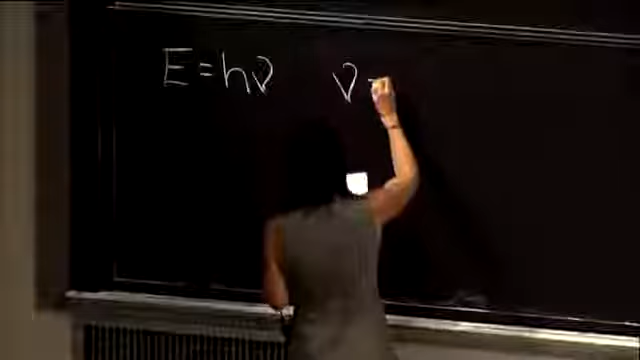 E = hν ν =